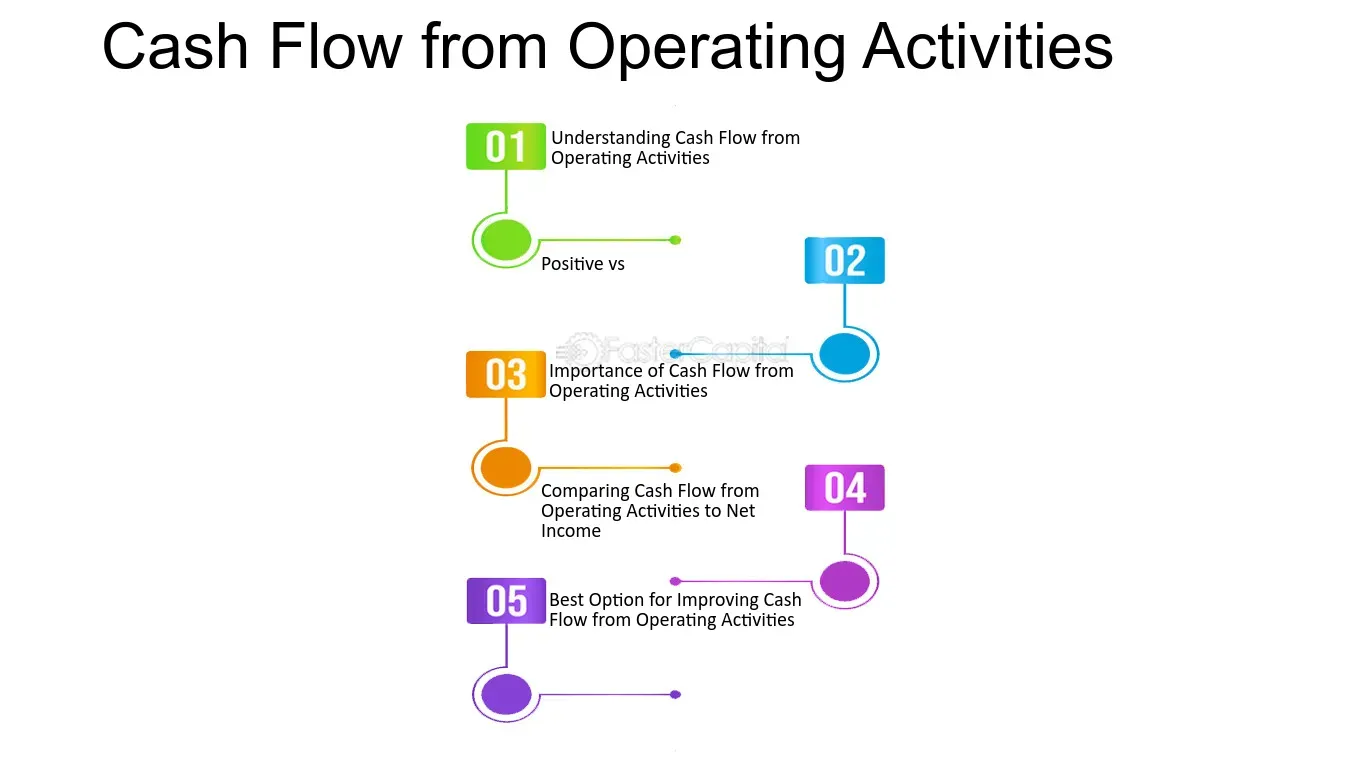 Cash Flow from Operating Activities
01
Understanding Cash Flow from
Operating Activities
02
Positive vs
FasterCapital
03
Importance of Cash Flow from
Operating Activities
04
Comparing Cash Flow from
Operating Activities to Net
Income
05
Best Option for Improving Cash
Flow from Operating Activities